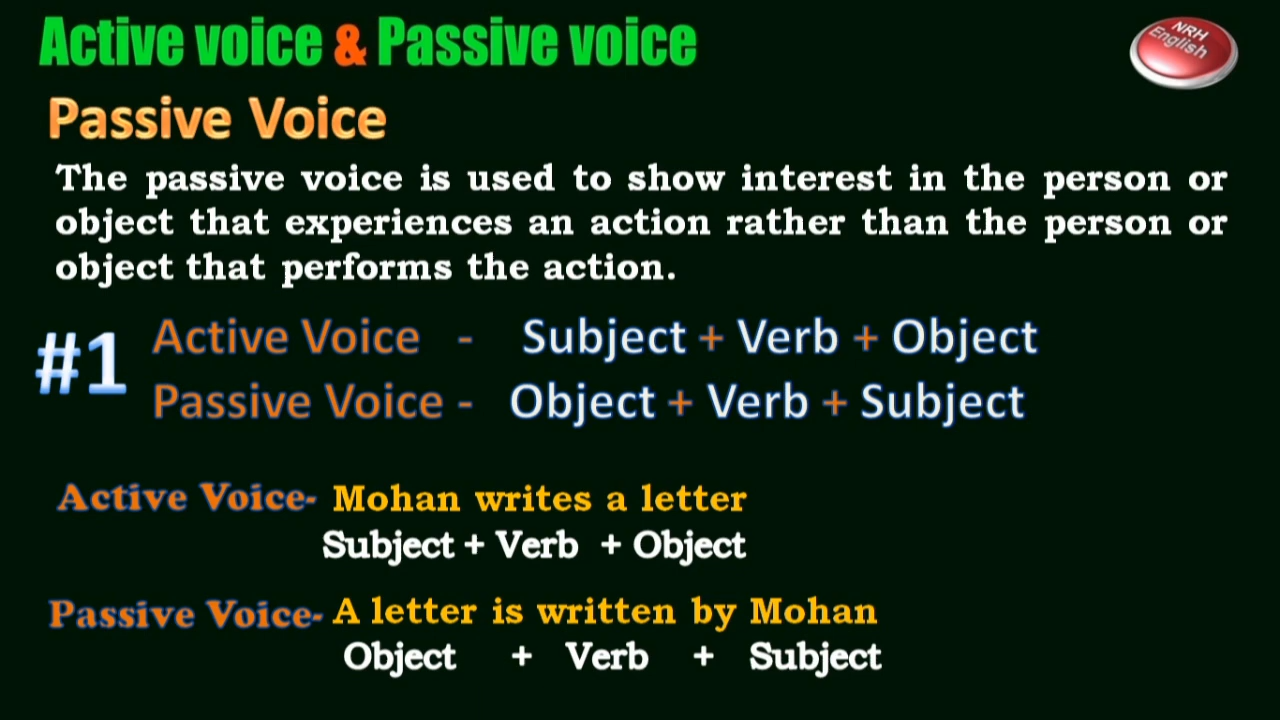 Active voice & Passive voice
NRH
English
Passive Voice
The passive voice is used to show interest in the person or
object that experiences an action rather than the person or
object that performs the action.
#1
Active Voice - Subject + Verb + Object
Passive Voice - Object + Verb + Subject
Active Voice- Mohan writes a letter
Subject + Verb + Object
Passive Voice- A letter is written by Mohan
Object + Verb + Subject